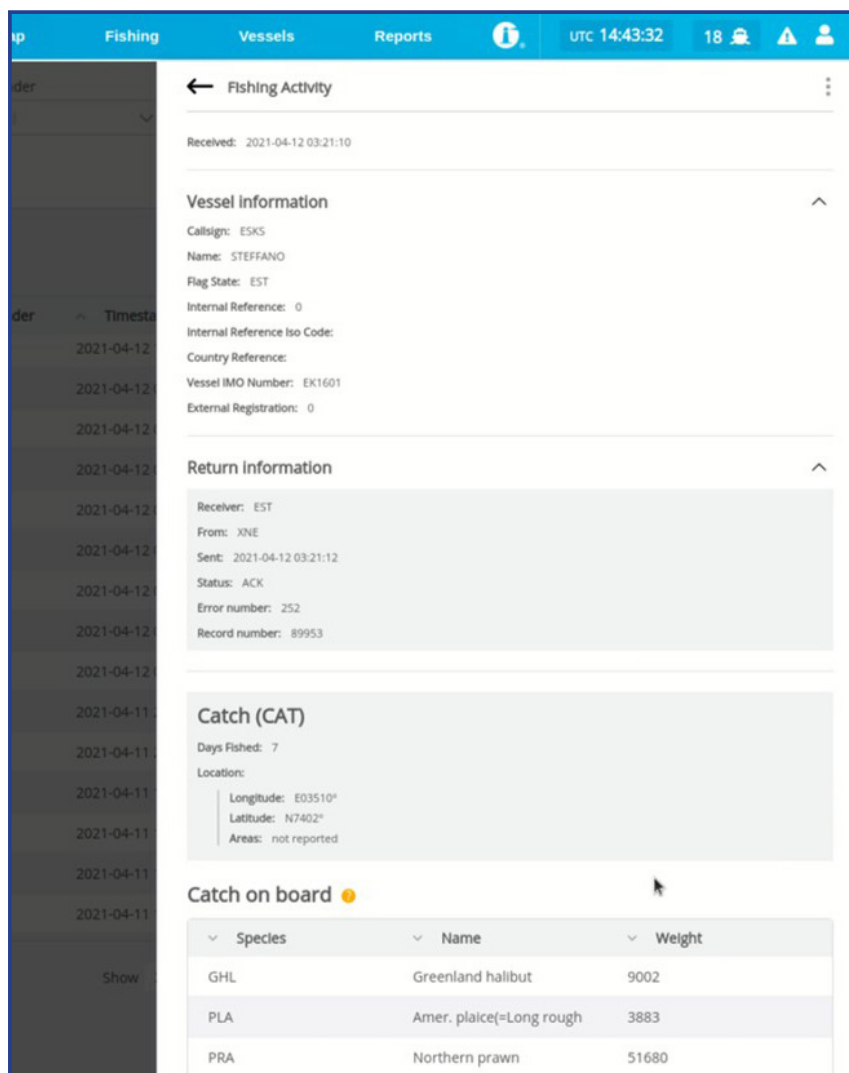 ap Fishing Vessels Reports i UTC 14:43:32 18
der
Fishing Activity
Received: 2021-04-12 03:21:10
Vessel information
Callsign: ESKS
Name: STEFFANO
Flag State: EST
Internal Reference: 0
der Timesta
Internal Reference Iso Code:
2021-04-12
Country Reference:
Vessel IMO Number: EK1601
2021-04-12
External Registration: 0
2021-04-12
Return information
2021-04-12
Receiver: EST
2021-04-12
From: XNE
2021-04-12
Sent: 2021-04-12 03:21:12
Status: ACK
2021-04-12
Error number: 252
2021-04-12
Record number: 89953
2021-04-12
2021-04-11
Catch (CAT)
2021-04-11
Days Fished: 7
Location:
2021-04-11
Longitude: E03510°
Latitude: N7402°
2021-04-11
Areas: not reported
2021-04-11
Catch on board ?
2021-04-11
Species Name Weight
Show
GHL Greenland halibut 9002
PLA Amer. plaice(=Long rough 3883
PRA Northern prawn 51680